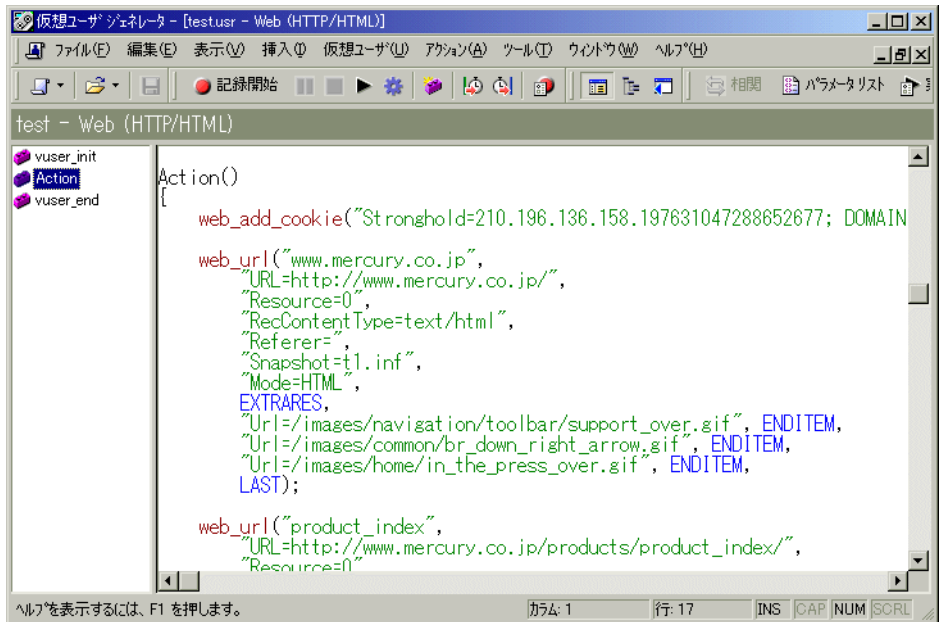 仮想ユーザ ジェネレータ - [test.usr - Web (HTTP/HTML)]
ファイル(F) 編集(E) 表示(V) 挿入(I) 仮想ユーザ(U) アクション(A) ツール(T) ウィンドウ(W) ヘルプ(H)
記録開始 相関 パラメータ リスト
test - Web (HTTP/HTML)
vuser_init
Action
vuser_end
Action()
{
web_add_cookie("Stronghold=210.196.136.158.197631047288652677; DOMAIN
web_url("www.mercury.co.jp",
"URL=http://www.mercury.co.jp/",
"Resource=0",
"RecContentType=text/html",
"Referer=",
"Snapshot=t1.inf",
"Mode=HTML",
EXTRARES,
"Url=/images/navigation/toolbar/support_over.gif", ENDITEM,
"Url=/images/common/br_down_right_arrow.gif", ENDITEM,
"Url=/images/home/in_the_press_over.gif", ENDITEM,
LAST);
web_url("product_index",
"URL=http://www.mercury.co.jp/products/product_index/",
"Resource=0"
ヘルプを表示するには、F1 を押します。 カラム: 1 行: 17 INS CAP NUM SCRL